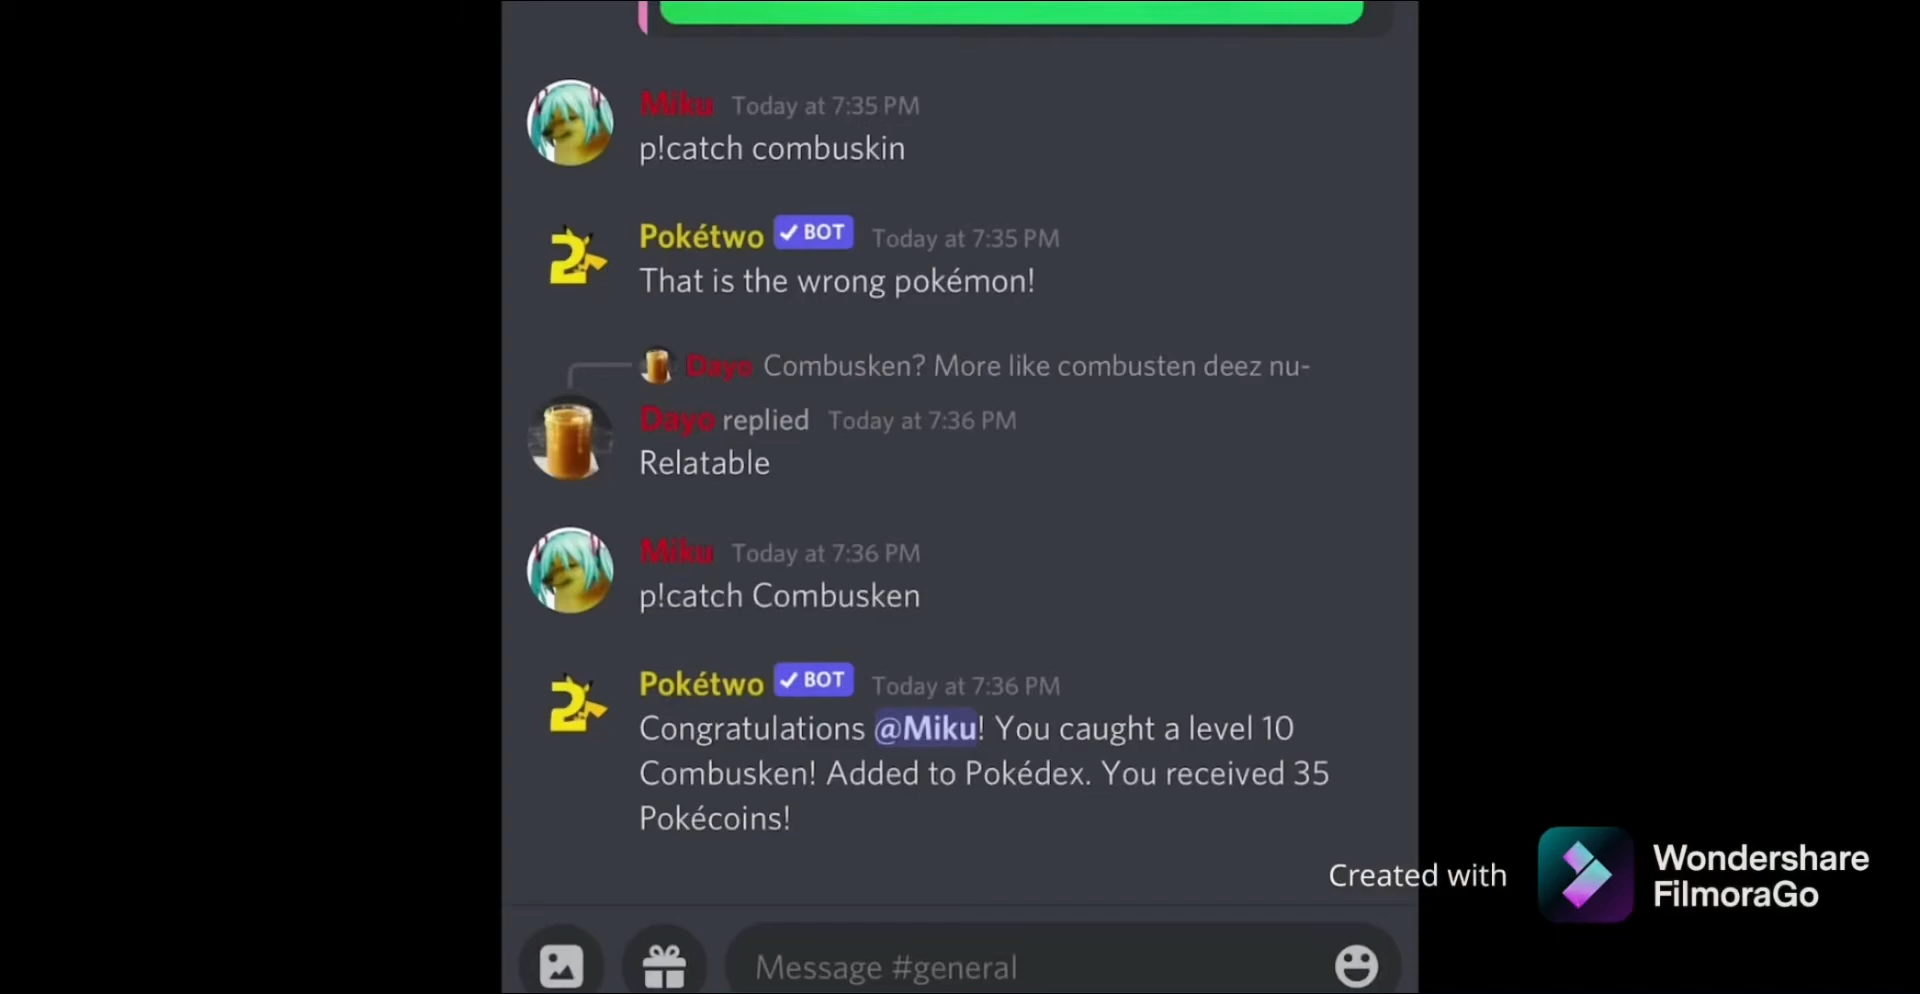 Miku Today at 7:35 PM
p!catch combuskin
Pokétwo BOT Today at 7:35 PM
That is the wrong pokémon!
Dayo Combusken? More like combusten deez nu-
Dayo replied Today at 7:36 PM
Relatable
Miku Today at 7:36 PM
p!catch Combusken
Pokétwo BOT Today at 7:36 PM
Congratulations @Miku! You caught a level 10
Combusken! Added to Pokédex. You received 35
Pokécoins!
Created with
Wondershare
FilmoraGo
Message #general